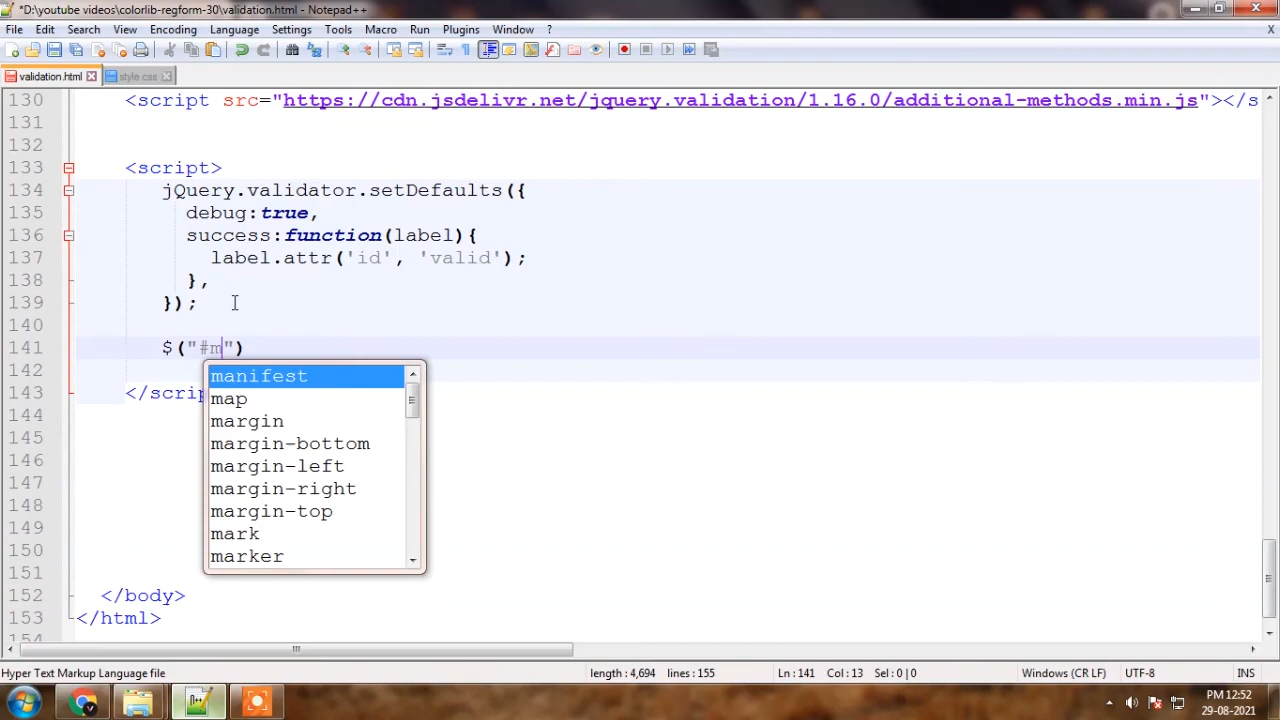 *D:\youtube videos\colorlib-regform-30\validation.html - Notepad++
File Edit Search View Encoding Language Settings Tools Macro Run Plugins Window ?
X
validation.html style.css
130 <script src="https://cdn.jsdelivr.net/jquery.validation/1.16.0/additional-methods.min.js"></s
131
132
133 <script>
134 jQuery.validator.setDefaults({
135 debug:true,
136 success:function(label){
137 label.attr('id', 'valid');
138 },
139 });
140
141 $("#m")
142
manifest
map
margin
margin-bottom
margin-left
margin-right
margin-top
mark
marker
143 </scrip
144
145
146
147
148
149
150
151
152 </body>
153 </html>
154
Hyper Text Markup Language file length : 4,694 lines : 155 Ln : 141 Col : 13 Sel : 0 | 0 Windows (CR LF) UTF-8 INS
PM 12:52
29-08-2021